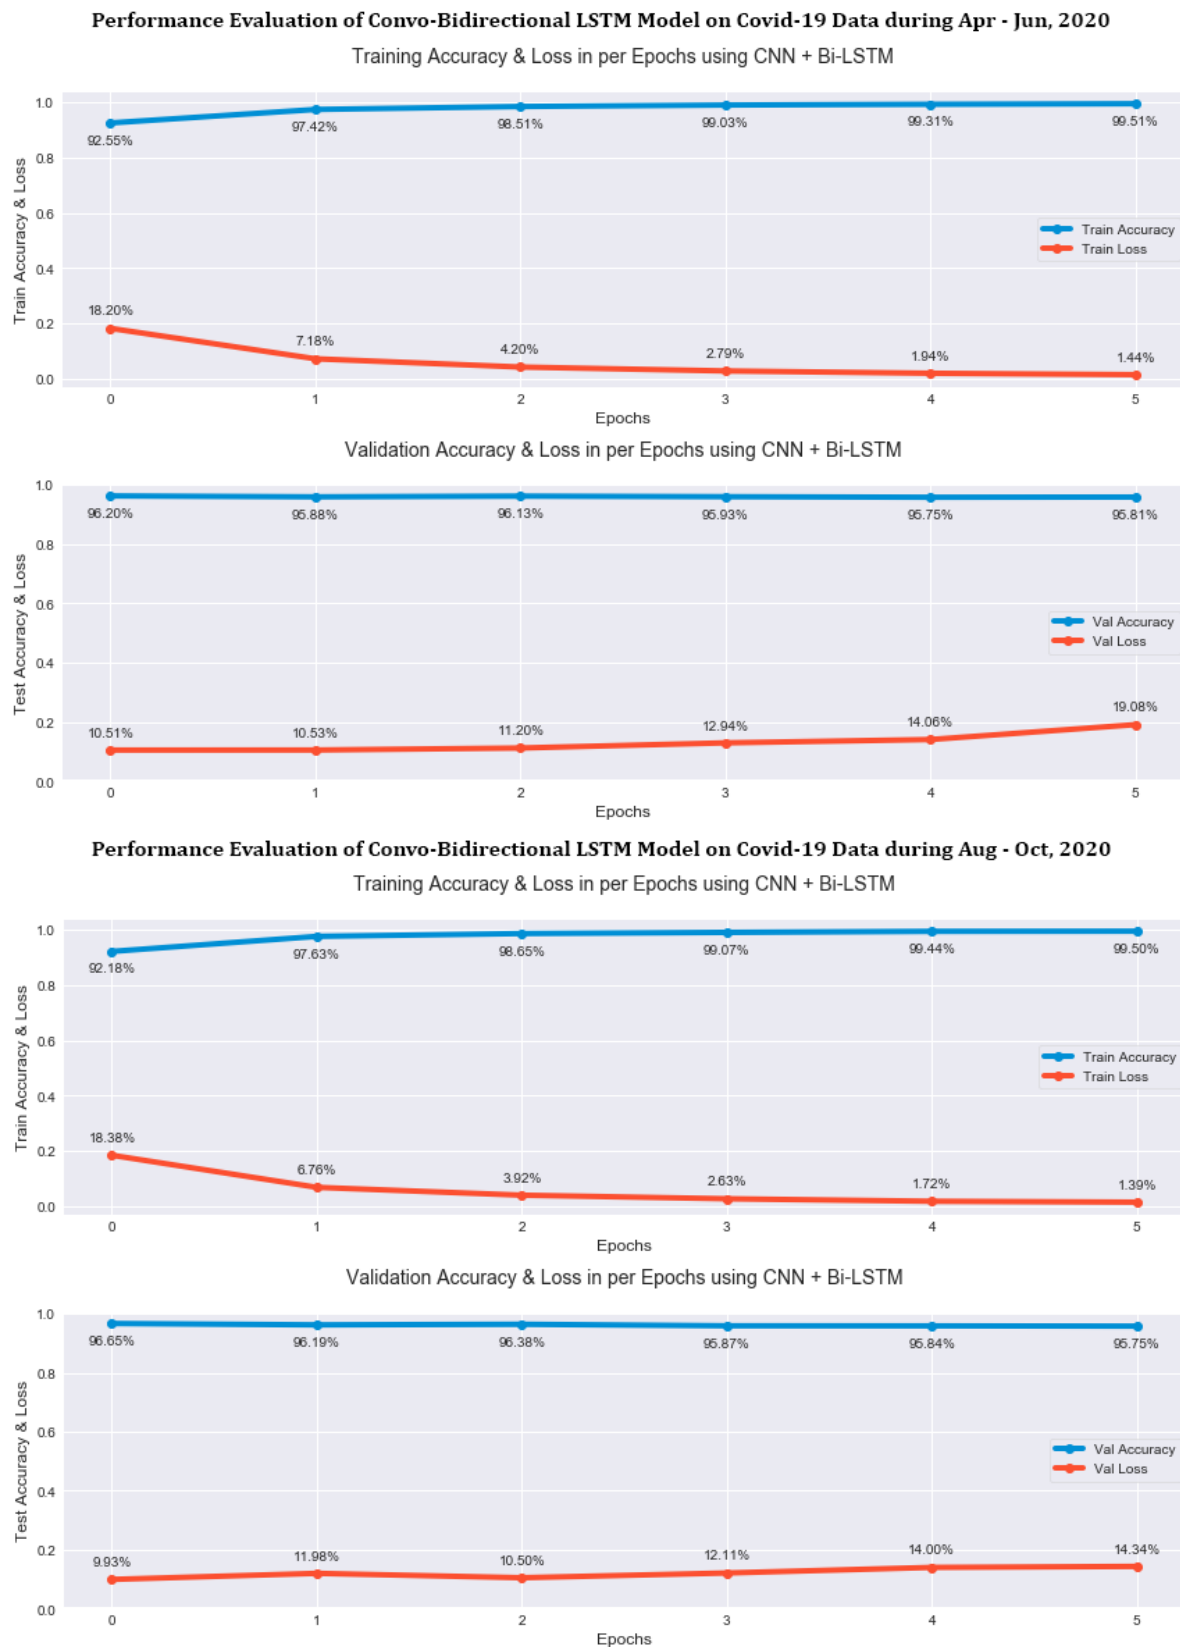 Performance Evaluation of Convo-Bidirectional LSTM Model on Covid-19 Data during Apr - Jun, 2020
Training Accuracy & Loss in per Epochs using CNN + Bi-LSTM
Train Accuracy & Loss
1.0
0.8
0.6
0.4
0.2
0.0
92.55%
97.42%
98.51%
99.03%
99.31%
99.51%
Train Accuracy
Train Loss
18.20%
7.18%
4.20%
2.79%
1.94%
1.44%
0 1 2 3 4 5
Epochs
Validation Accuracy & Loss in per Epochs using CNN + Bi-LSTM
Test Accuracy & Loss
1.0
0.8
0.6
0.4
0.2
0.0
96.20%
95.88%
96.13%
95.93%
95.75%
95.81%
Val Accuracy
Val Loss
10.51%
10.53%
11.20%
12.94%
14.06%
19.08%
0 1 2 3 4 5
Epochs
Performance Evaluation of Convo-Bidirectional LSTM Model on Covid-19 Data during Aug - Oct, 2020
Training Accuracy & Loss in per Epochs using CNN + Bi-LSTM
Train Accuracy & Loss
1.0
0.8
0.6
0.4
0.2
0.0
92.18%
97.63%
98.65%
99.07%
99.44%
99.50%
Train Accuracy
Train Loss
18.38%
6.76%
3.92%
2.63%
1.72%
1.39%
0 1 2 3 4 5
Epochs
Validation Accuracy & Loss in per Epochs using CNN + Bi-LSTM
Test Accuracy & Loss
1.0
0.8
0.6
0.4
0.2
0.0
96.65%
96.19%
96.38%
95.87%
95.84%
95.75%
Val Accuracy
Val Loss
9.93%
11.98%
10.50%
12.11%
14.00%
14.34%
0 1 2 3 4 5
Epochs